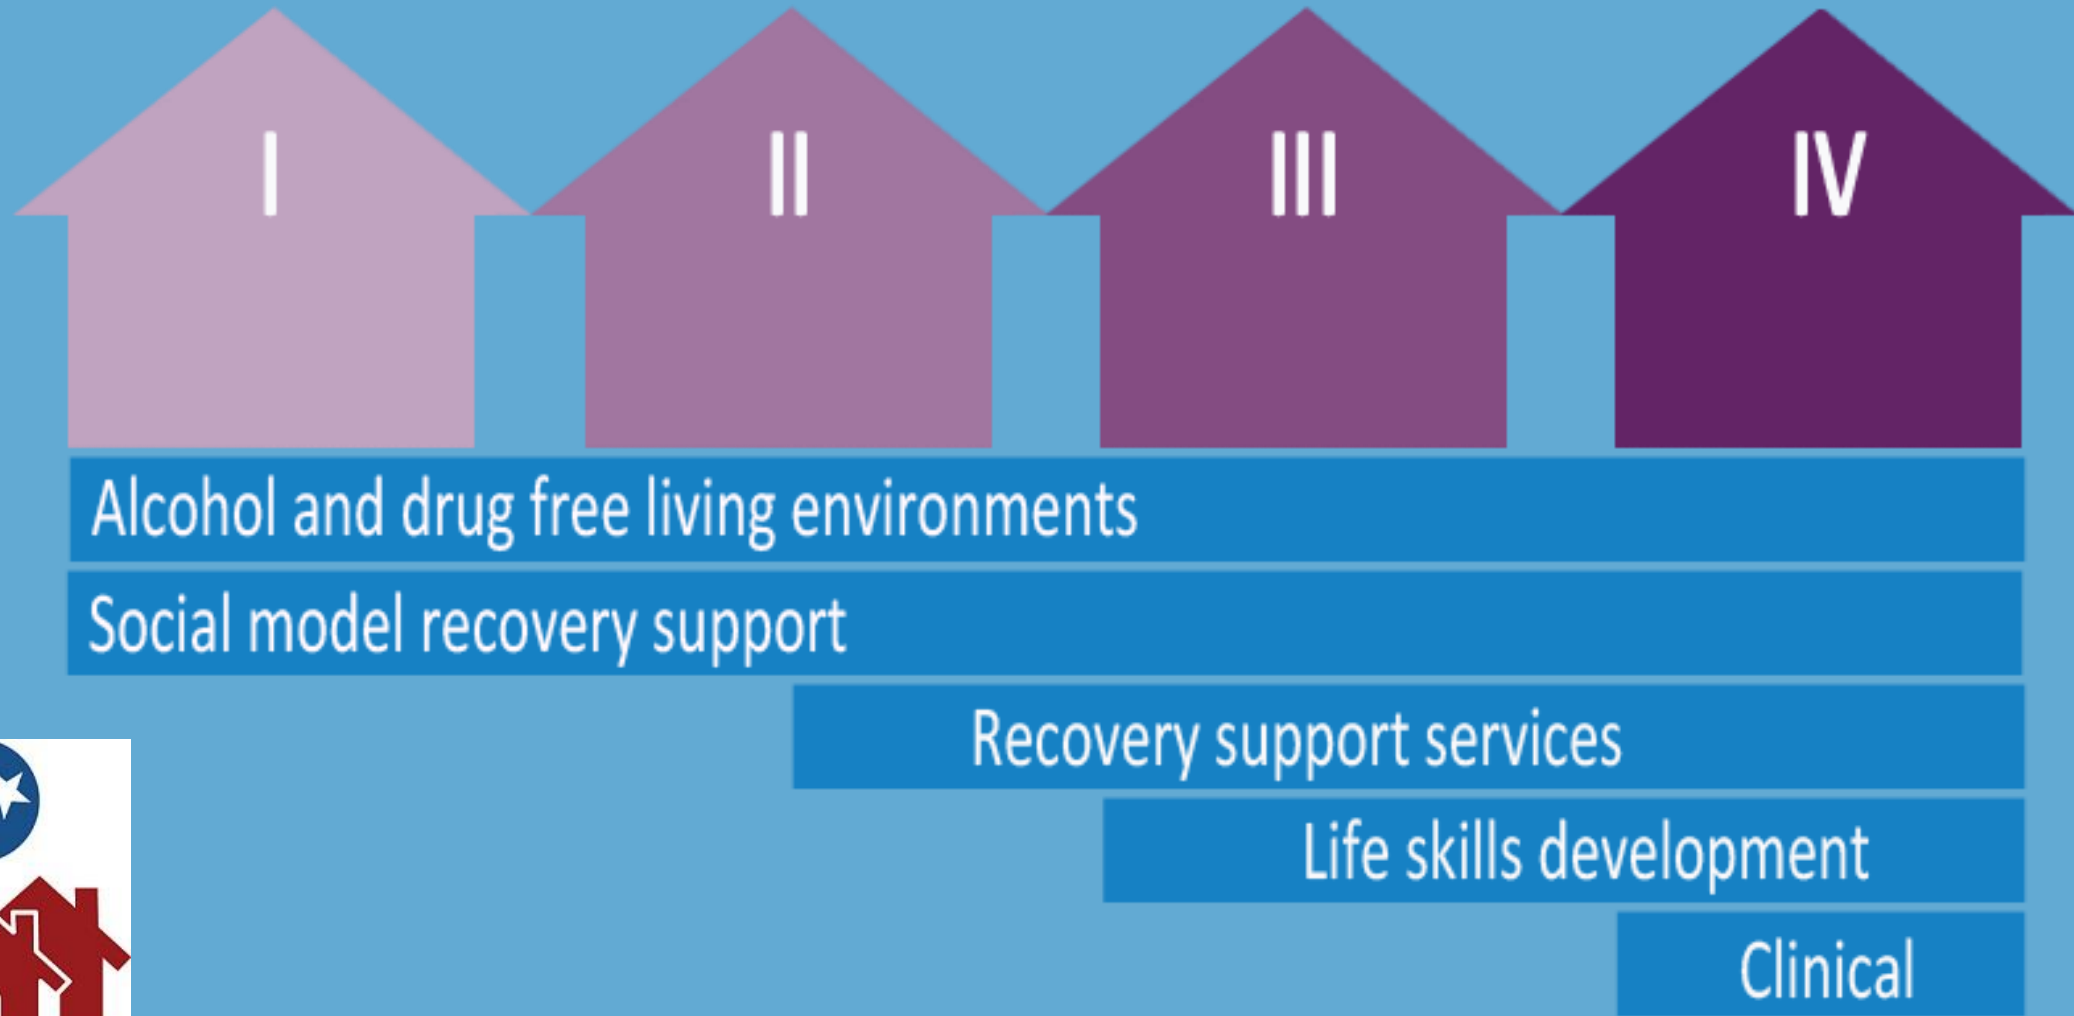 I
II
III
IV
Alcohol and drug free living environments
Social model recovery support
Recovery support services
Life skills development
Clinical